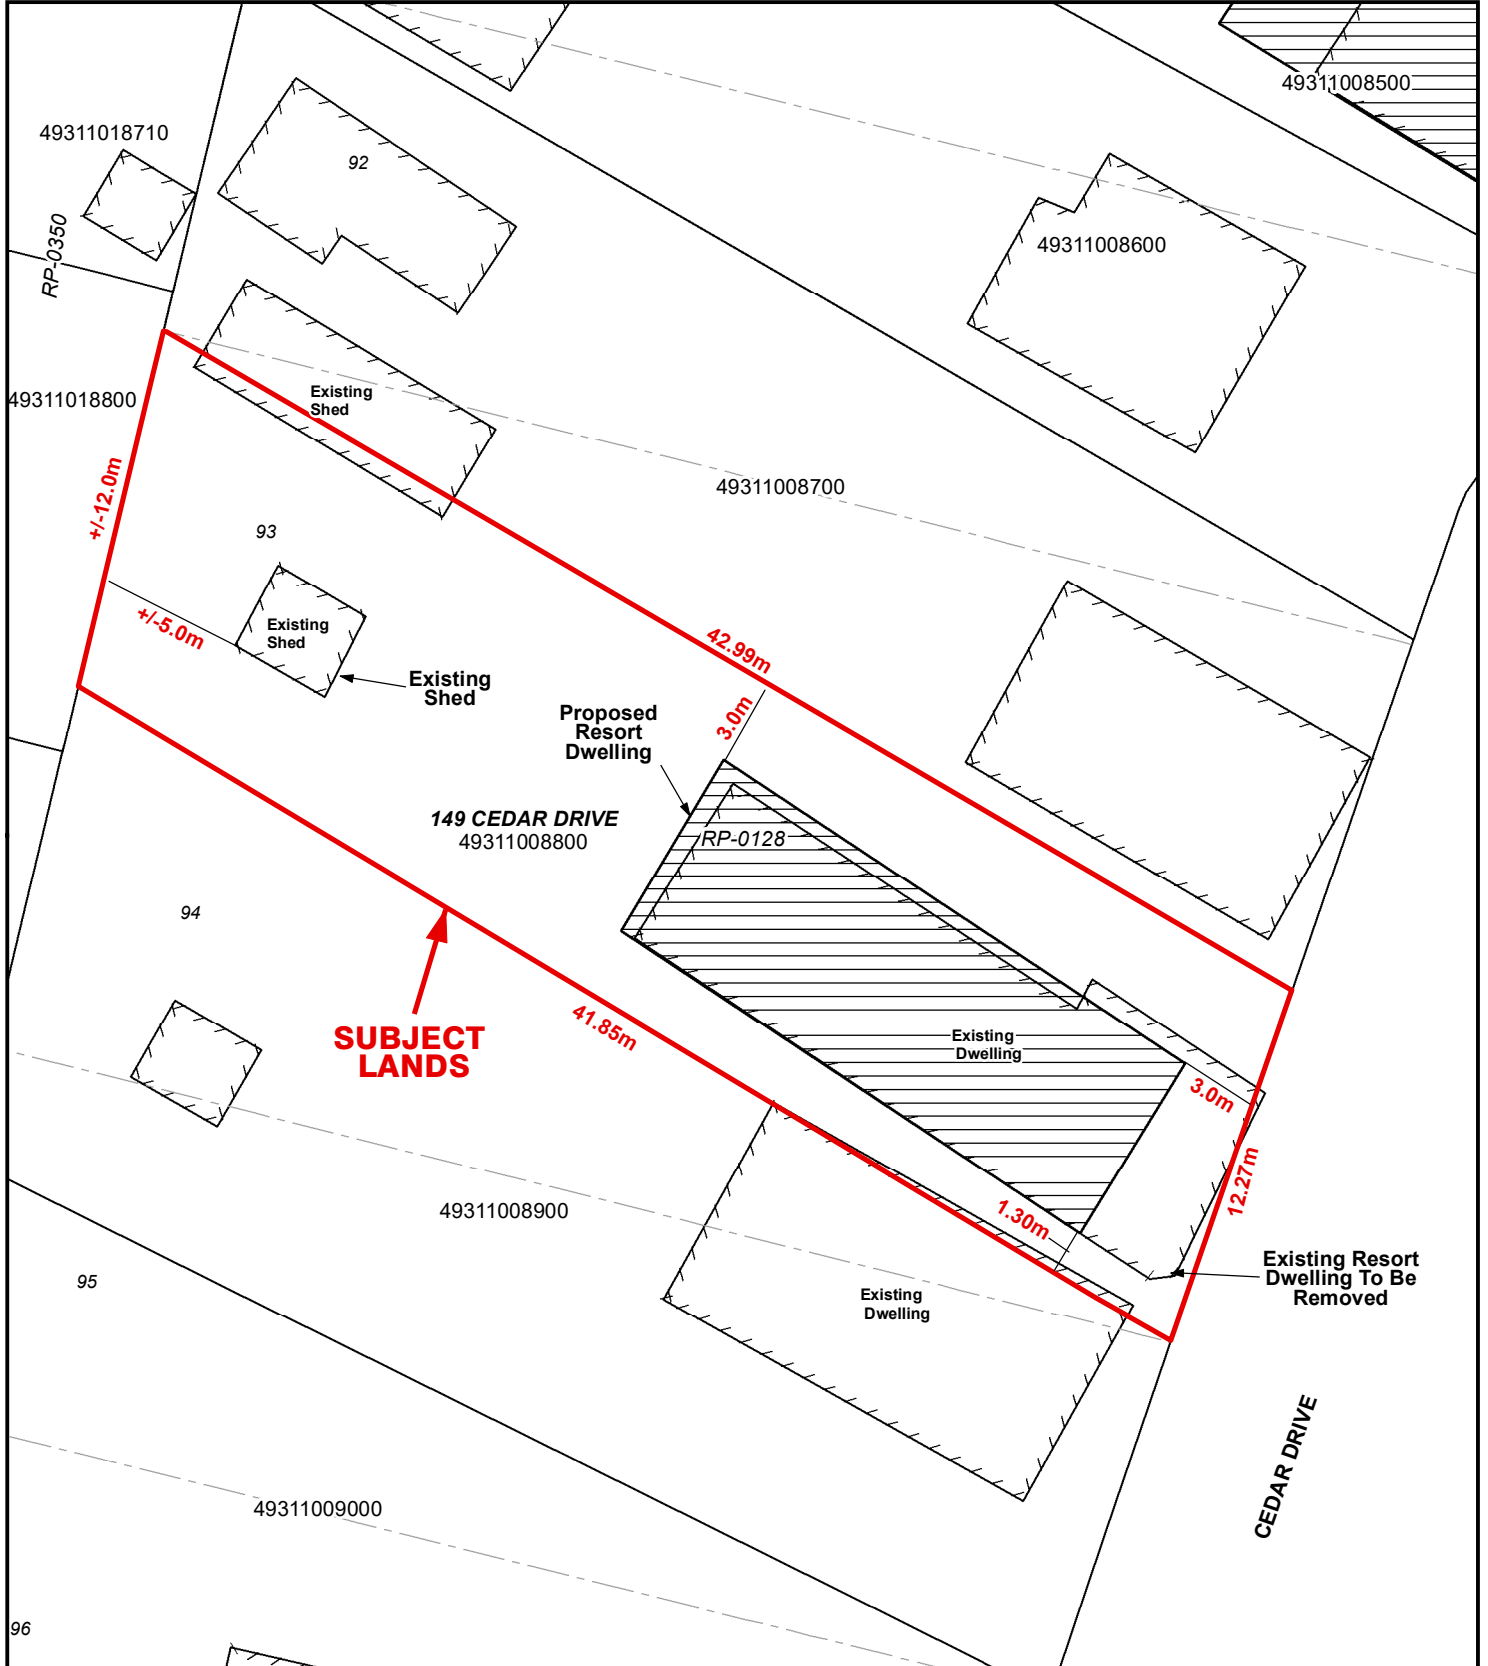 49311008500
49311018710
92
RP-0350
49311008600
Existing
Shed
49311018800
+/-12.0m
49311008700
93
+/-5.0m
Existing
Shed
Existing
Shed
42.99m
3.0m
Proposed
Resort
Dwelling
149 CEDAR DRIVE
49311008800
RP-0128
94
SUBJECT
LANDS
41.85m
Existing
Dwelling
3.0m
12.27m
1.30m
49311008900
Existing Resort
Dwelling To Be
Removed
95
Existing
Dwelling
CEDAR DRIVE
49311009000
96